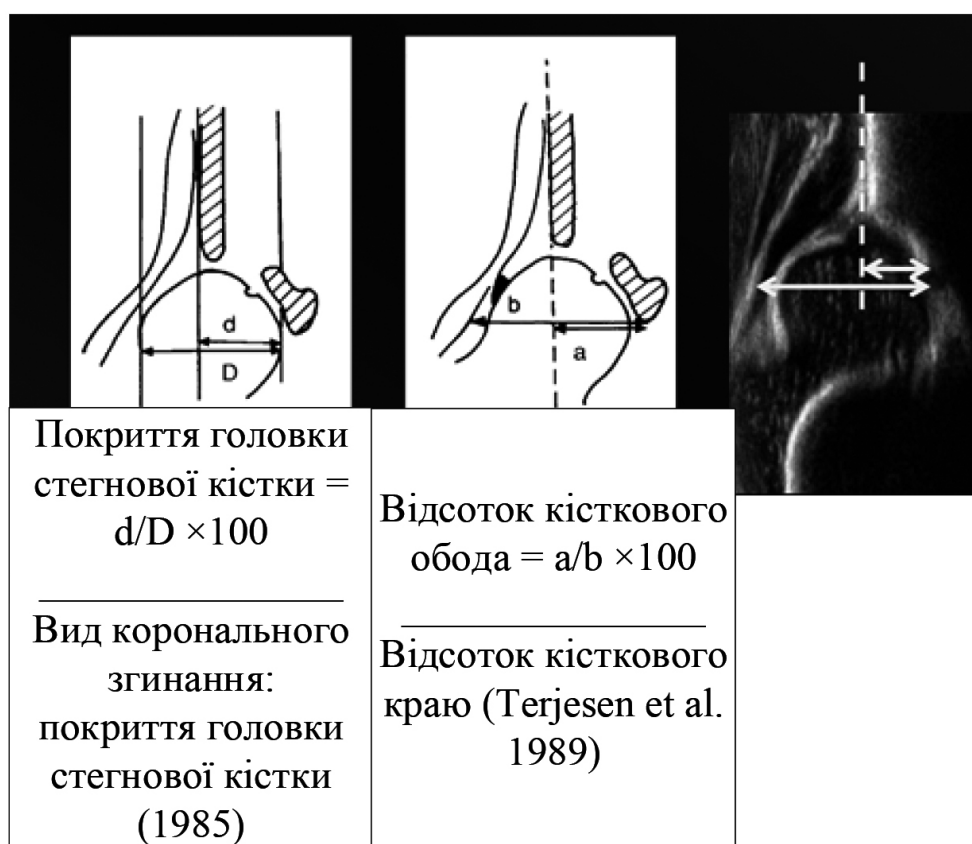 d
D
b
a
Покриття головки
стегнової кістки =
d/D ×100
Вид коронального
згинання:
покриття головки
стегнової кістки
(1985)
Відсоток кісткового
обода = a/b ×100
Відсоток кісткового
краю (Terjesen et al.
1989)